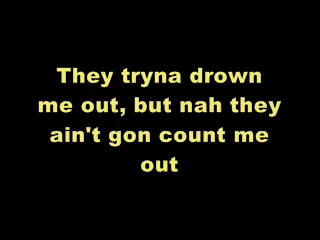 They tryna drown
me out, but nah they
ain't gon count me
out